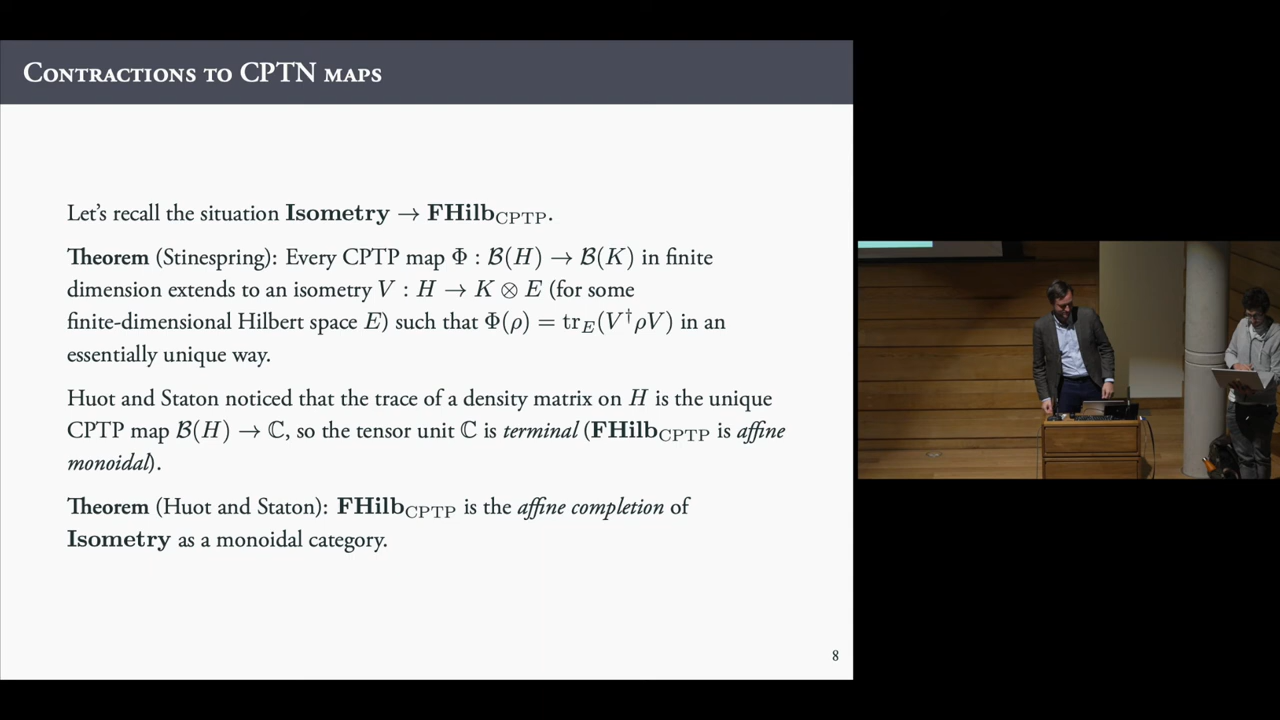 Contractions to CPTN maps
Let's recall the situation Isometry → FHilb_CPTP.
Theorem (Stinespring): Every CPTP map Φ : ℬ(H) → ℬ(K) in finite
dimension extends to an isometry V : H → K ⊗ E (for some
finite-dimensional Hilbert space E) such that Φ(ρ) = tr_E(V†ρV) in an
essentially unique way.
Huot and Staton noticed that the trace of a density matrix on H is the unique
CPTP map ℬ(H) → ℂ, so the tensor unit ℂ is terminal (FHilb_CPTP is affine
monoidal).
Theorem (Huot and Staton): FHilb_CPTP is the affine completion of
Isometry as a monoidal category.
8